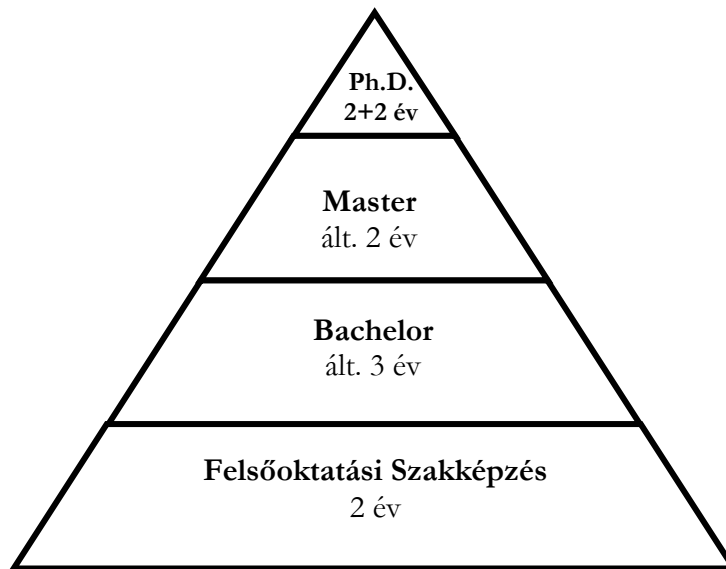 Ph.D.
2+2 év
Master
ált. 2 év
Bachelor
ált. 3 év
Felsőoktatási Szakképzés
2 év